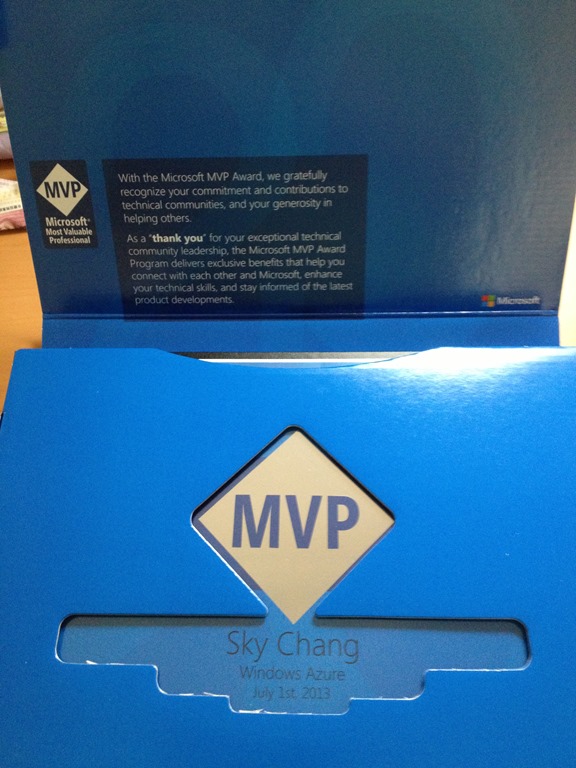 MVP
Microsoft®
Most Valuable
Professional
With the Microsoft MVP Award, we gratefully
recognize your commitment and contributions to
technical communities, and your generosity in
helping others.
As a "thank you" for your exceptional technical
community leadership, the Microsoft MVP Award
Program delivers exclusive benefits that help you
connect with each other and Microsoft, enhance
your technical skills, and stay informed of the latest
product developments.
Microsoft
MVP
Sky Chang
Windows Azure
July 1st, 2013